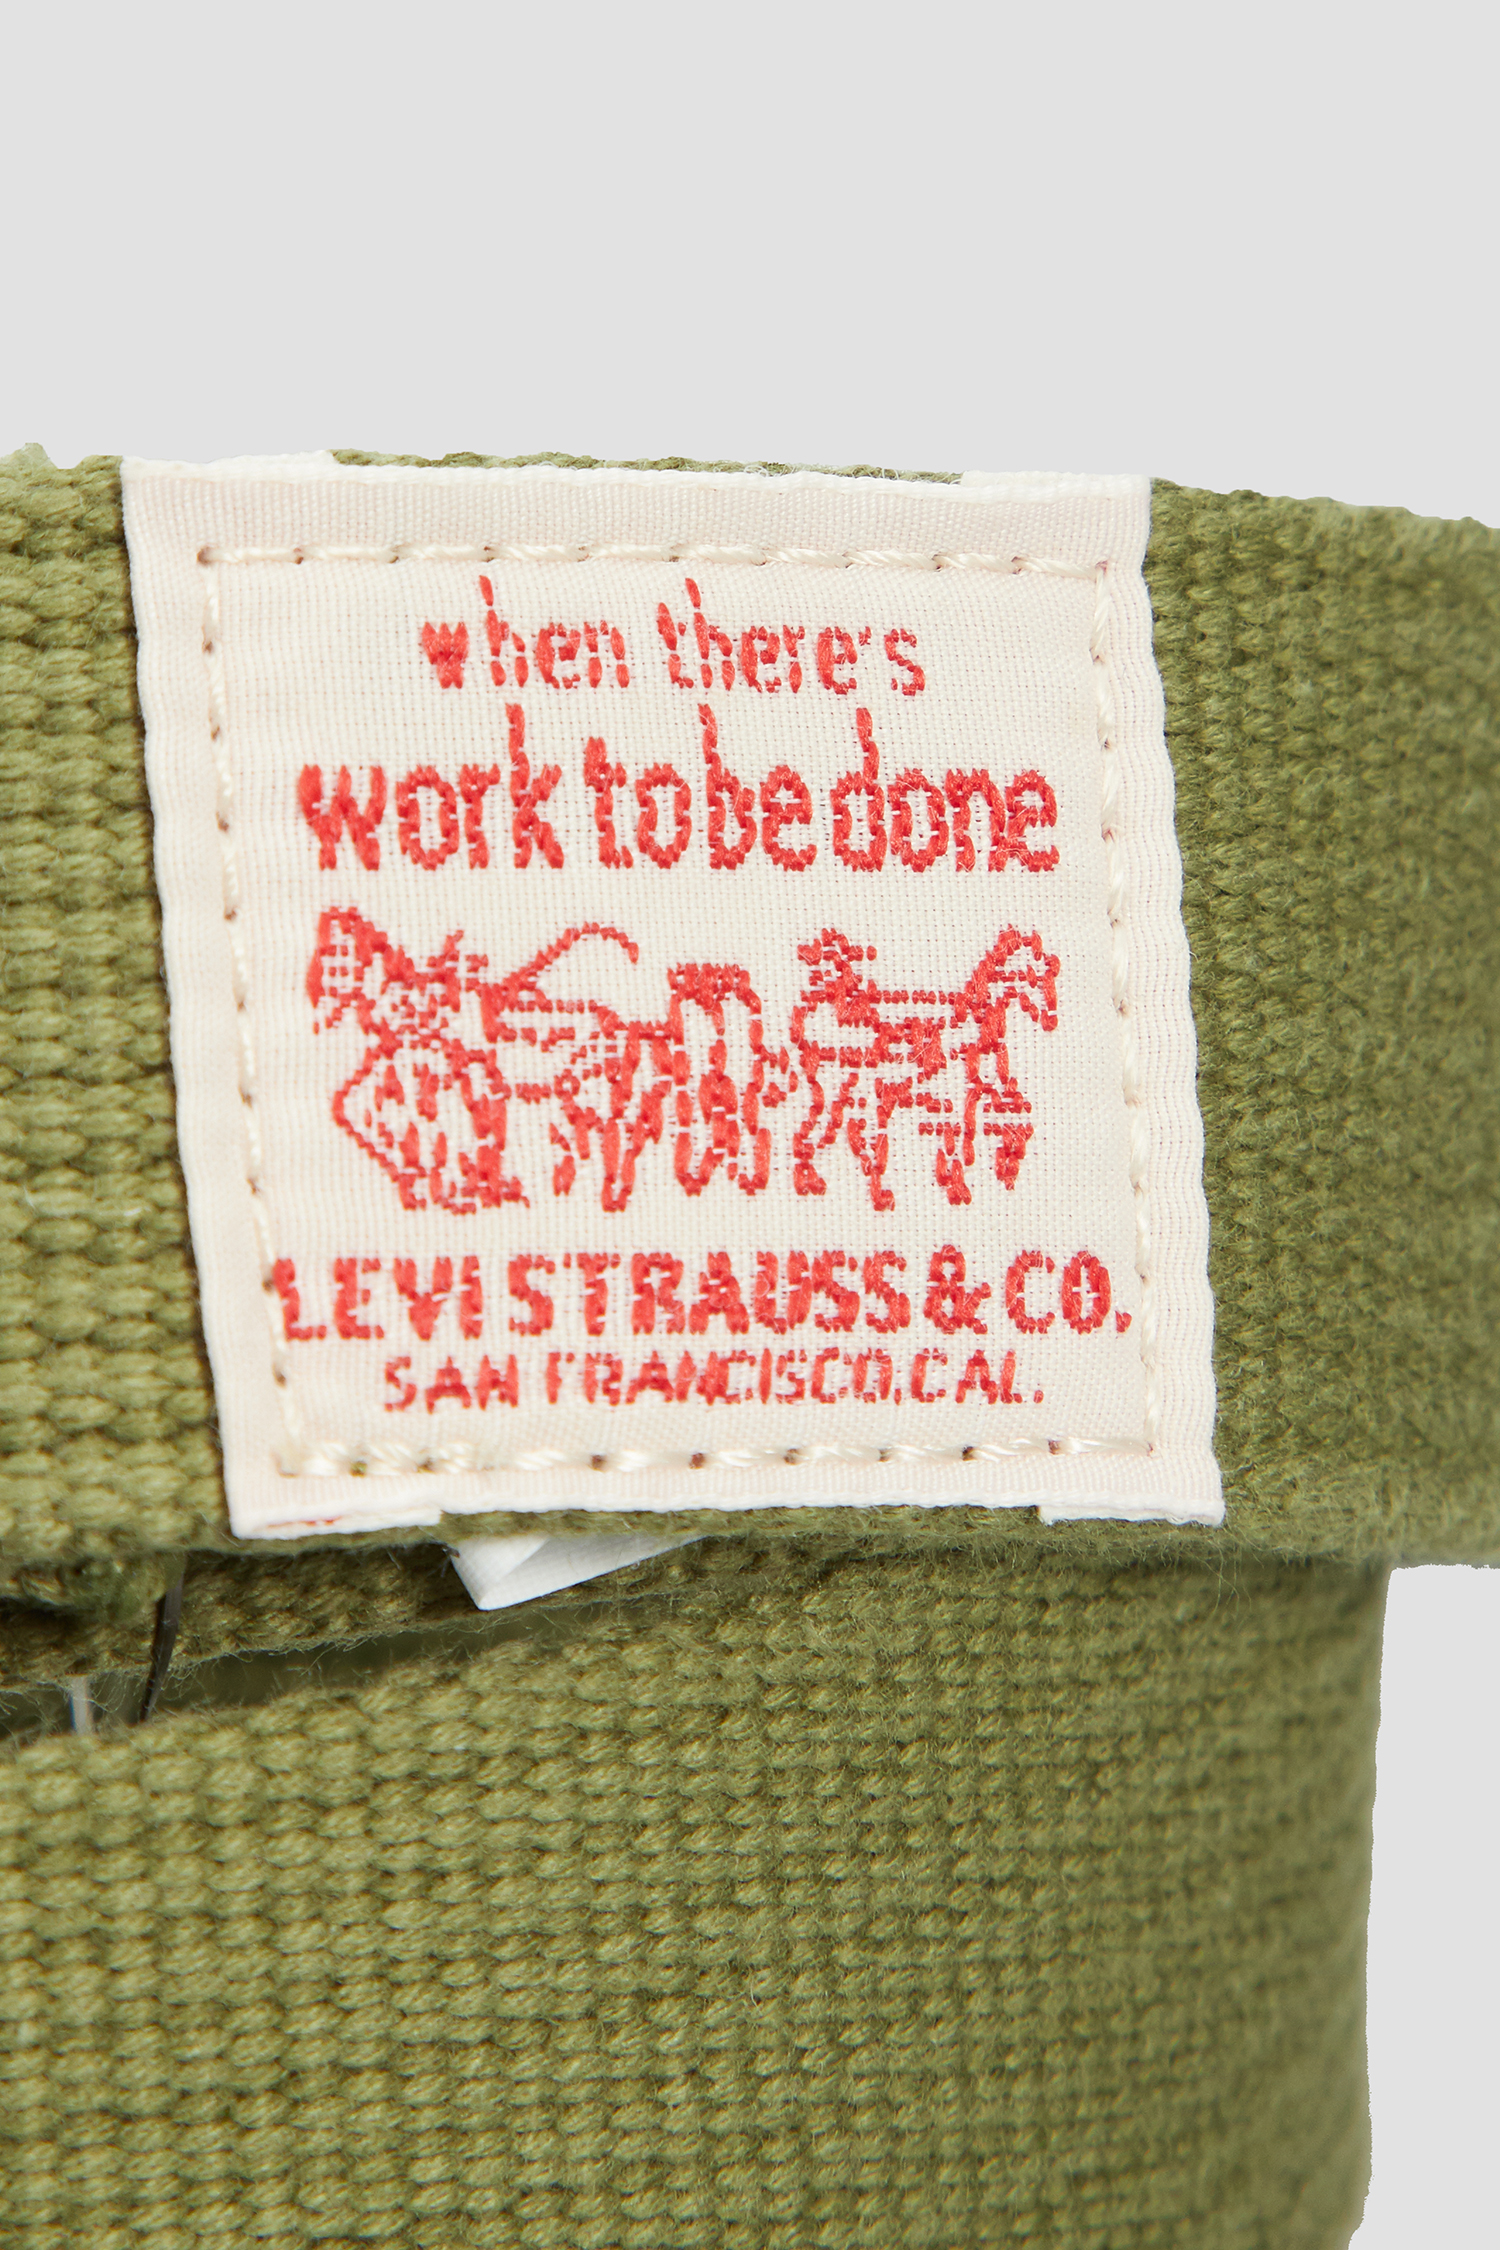 when there's
work to be done
LEVI STRAUSS & CO.
SAN FRANCISCO, CAL.